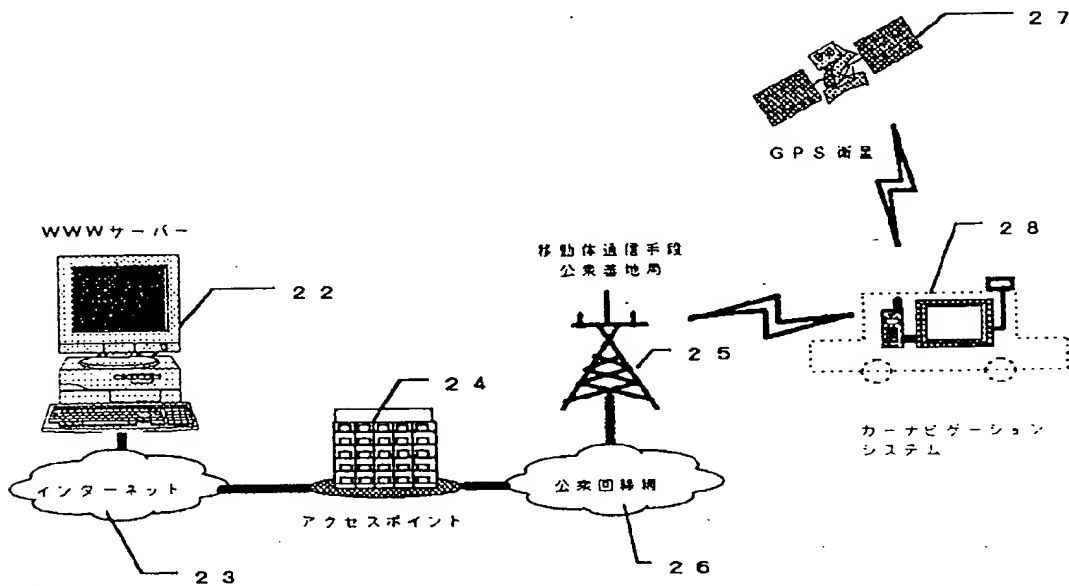 ２７
ＧＰＳ衛星
ＷＷＷサーバー
２８
移動体通信手段
公衆基地局
２２
２５
２４
カーナビゲーション
システム
インターネット
公衆回線網
アクセスポイント
２３
２６